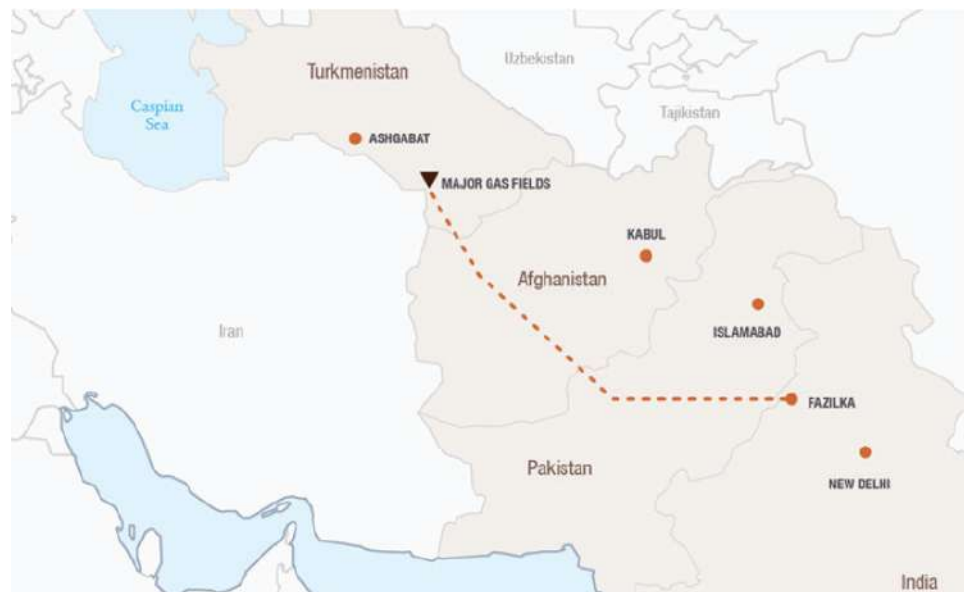 Uzbekistan
Turkmenistan
Caspian
Sea
Tajikistan
ASHGABAT
MAJOR GAS FIELDS
KABUL
Afghanistan
Iran
ISLAMABAD
FAZILKA
Pakistan
NEW DELHI
India